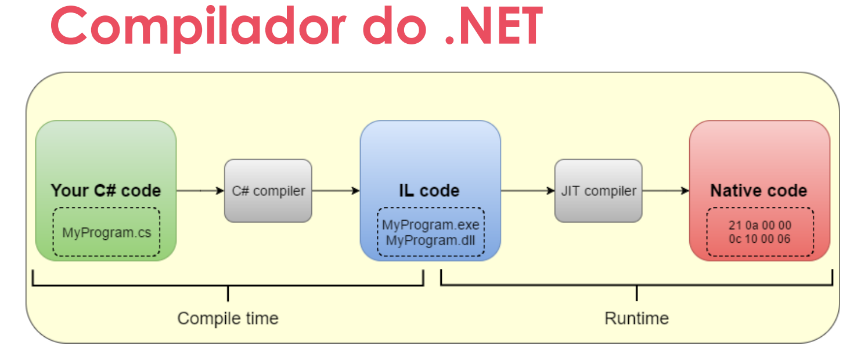 Compilador do .NET
Your C# code
MyProgram.cs
C# compiler
IL code
MyProgram.exe
MyProgram.dll
JIT compiler
Native code
21 0a 00 00
0c 10 00 06
Compile time
Runtime